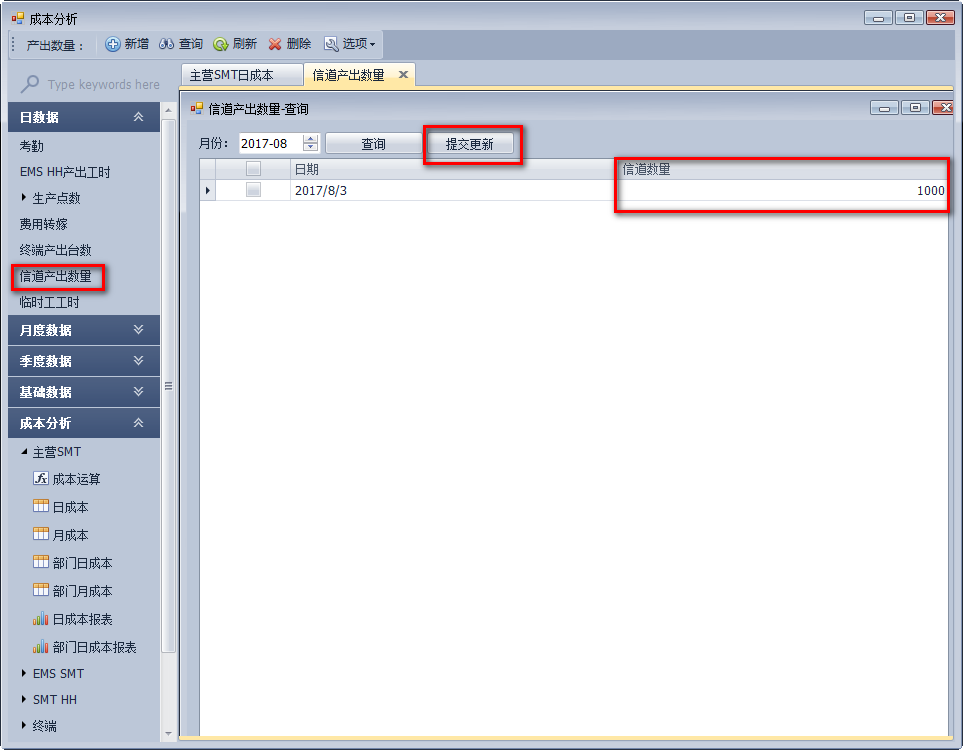 成本分析
产出数量： 新增 查询 刷新 删除 选项
Type keywords here
主营SMT日成本 信道产出数量
日数据
考勤
EMS HH产出工时
生产点数
费用转嫁
终端产出台数
信道产出数量
临时工工时
月度数据
季度数据
基础数据
成本分析
主营SMT
成本运算
日成本
月成本
部门日成本
部门月成本
日成本报表
部门日成本报表
EMS SMT
SMT HH
终端
信道产出数量-查询
月份： 2017-08 查询 提交更新
日期 信道数量
2017/8/3 1000